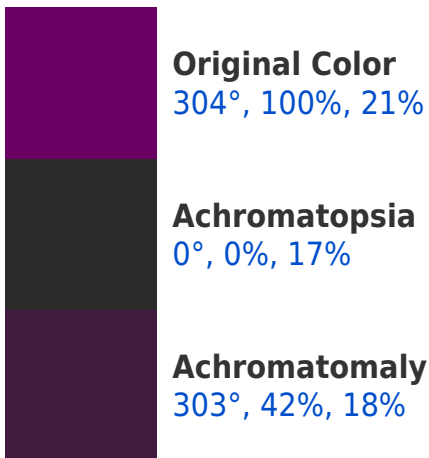 Original Color
304°, 100%, 21%
Achromatopsia
0°, 0%, 17%
Achromatomaly
303°, 42%, 18%